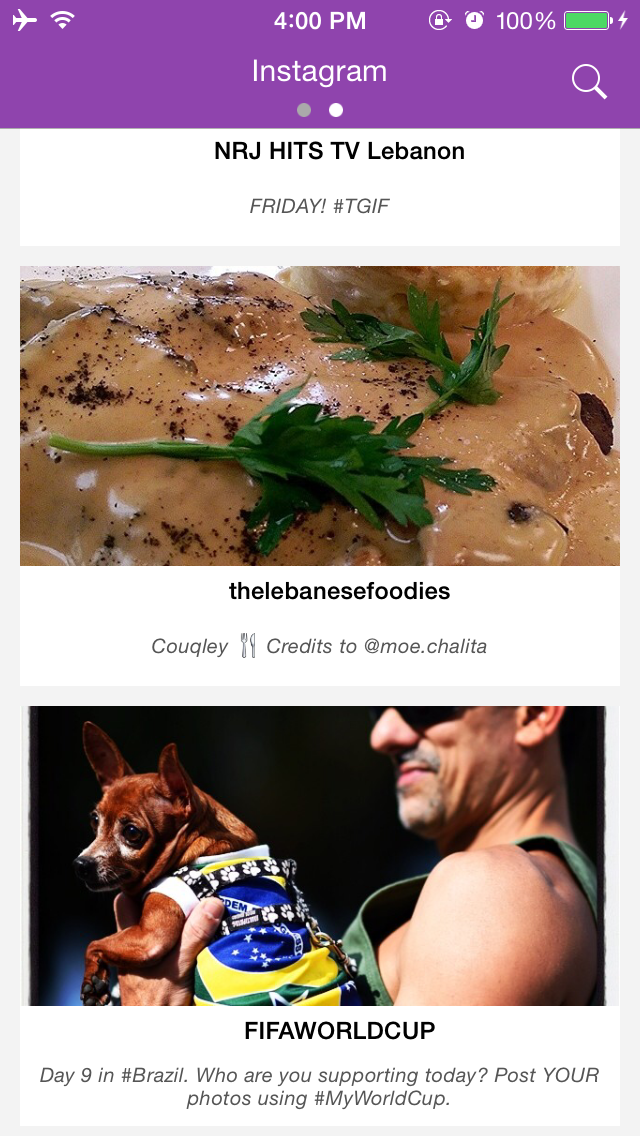 4:00 PM 100%
Instagram
NRJ HITS TV Lebanon
FRIDAY! #TGIF
thelebanesefoodies
Couqley 🍴 Credits to @moe.chalita
DEM
FIFAWORLDCUP
Day 9 in #Brazil. Who are you supporting today? Post YOUR
photos using #MyWorldCup.